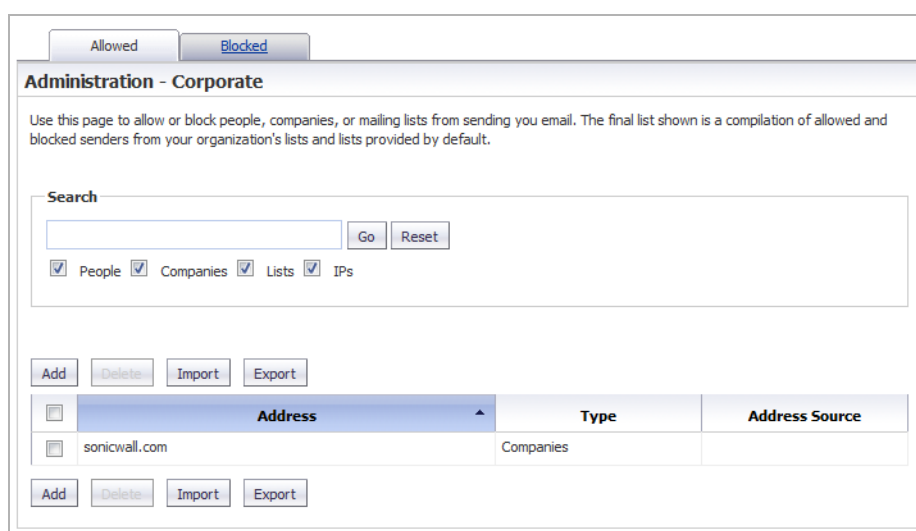 Allowed Blocked
Administration - Corporate
Use this page to allow or block people, companies, or mailing lists from sending you email. The final list shown is a compilation of allowed and
blocked senders from your organization's lists and lists provided by default.
Search
Go Reset
People Companies Lists IPs
Add Delete Import Export
Address Type Address Source
sonicwall.com Companies
Add Delete Import Export